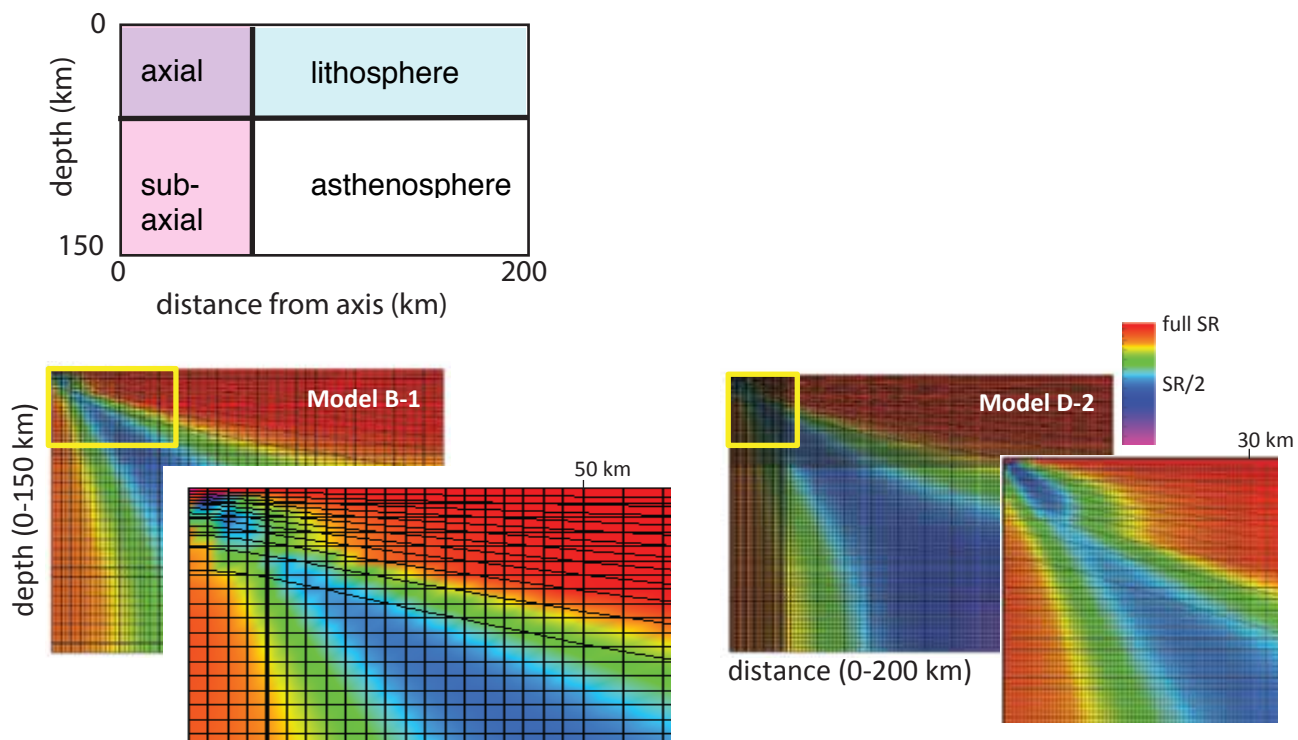 0
axial
lithosphere
depth (km)
sub-
axial
asthenosphere
150
0
200
distance from axis (km)
full SR
SR/2
Model B-1
Model D-2
depth (0-150 km)
50 km
30 km
distance (0-200 km)